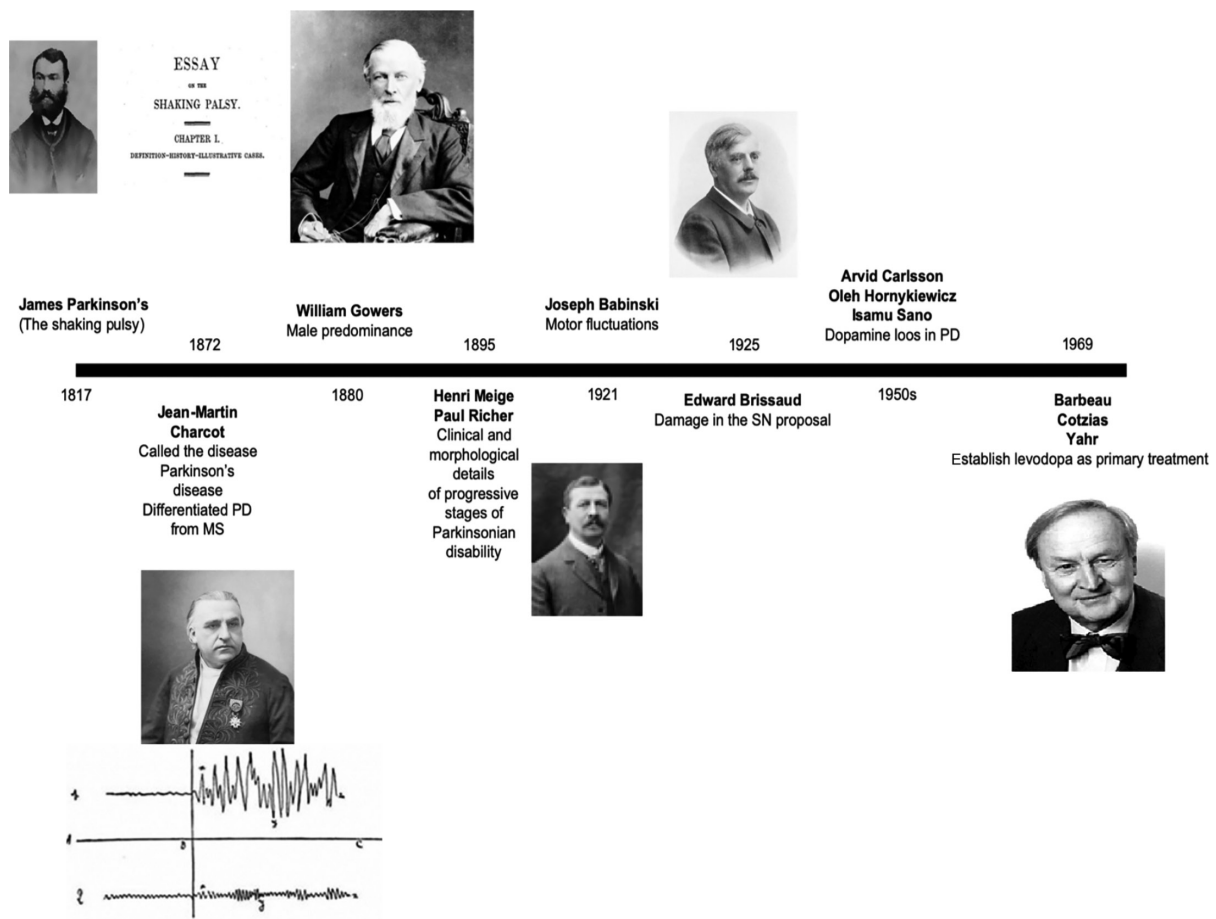 ESSAY
ON THE
SHAKING PALSY.
CHAPTER I.
DEFINITION-HISTORY-ILLUSTRATIVE CASES.
James Parkinson's
(The shaking pulsy)
1872
William Gowers
Male predominance
1895
Joseph Babinski
Motor fluctuations
1925
Arvid Carlsson
Oleh Hornykiewicz
Isamu Sano
Dopamine loos in PD
1969
1817
Jean-Martin
Charcot
Called the disease
Parkinson's
disease
Differentiated PD
from MS
1880
Henri Meige
Paul Richer
Clinical and
morphological
details
of progressive
stages of
Parkinsonian
disability
1921
Edward Brissaud
Damage in the SN proposal
1950s
Barbeau
Cotzias
Yahr
Establish levodopa as primary treatment
C
2